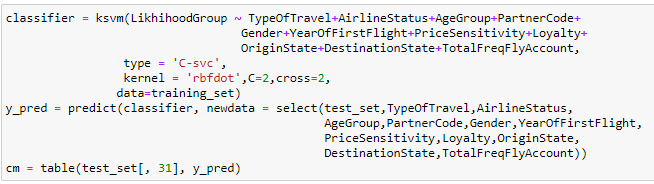 classifier = ksvm(LikhihoodGroup ~ TypeOfTravel+AirlineStatus+AgeGroup+PartnerCode+
Gender+YearOfFirstFlight+PriceSensitivity+Loyalty+
OriginState+DestinationState+TotalFreqFlyAccount,
type = 'C-svc',
kernel = 'rbfdot',C=2,cross=2,
data=training_set)
y_pred = predict(classifier, newdata = select(test_set,TypeOfTravel,AirlineStatus,
AgeGroup,PartnerCode,Gender,YearOfFirstFlight,
PriceSensitivity,Loyalty,OriginState,
DestinationState,TotalFreqFlyAccount))
cm = table(test_set[, 31], y_pred)